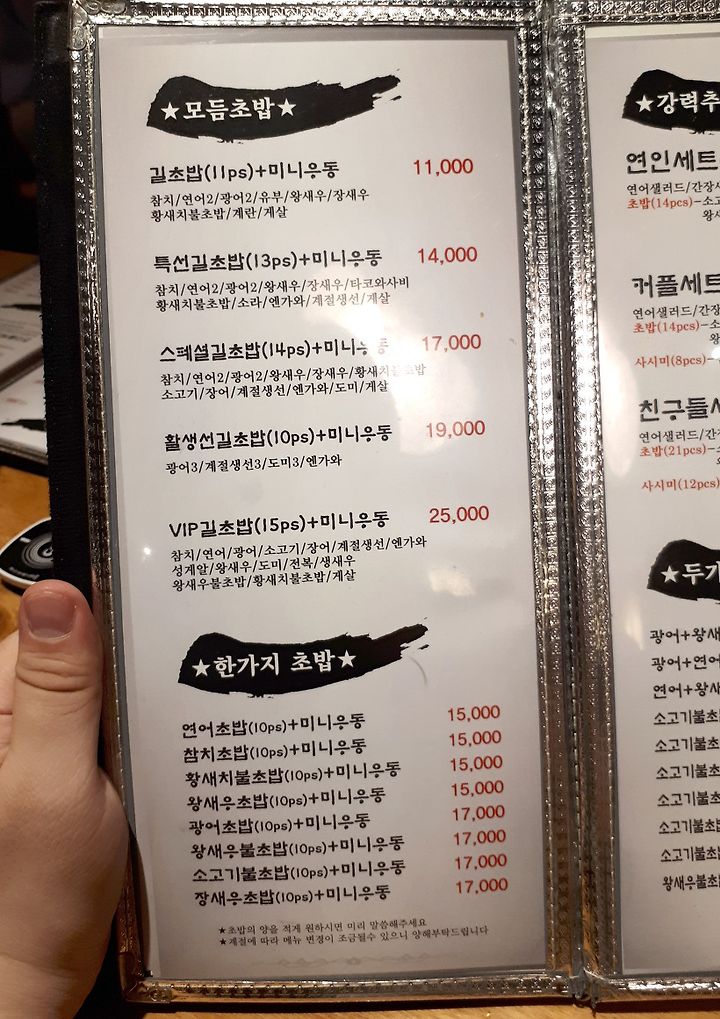 ★모듬초밥★
길초밥(11ps)+미니우동 11,000
참치/연어2/광어2/유부/왕새우/장새우
황새치불초밥/계란/게살
특선길초밥(13ps)+미니우동 14,000
참치/연어2/광어2/왕새우/장새우/타코와사비
황새치불초밥/소라/엔가와/계절생선/게살
스페셜길초밥(14ps)+미니우동 17,000
참치/연어2/광어2/왕새우/장새우/황새치불초밥
소고기/장어/계절생선/엔가와/도미/게살
활생선길초밥(10ps)+미니우동 19,000
광어3/계절생선3/도미3/엔가와
VIP길초밥(15ps)+미니우동 25,000
참치/연어/광어/소고기/장어/계절생선/엔가와
성게알/왕새우/도미/전복/생새우
왕새우불초밥/황새치불초밥/게살
★한가지 초밥★
연어초밥(10ps)+미니우동 15,000
참치초밥(10ps)+미니우동 15,000
황새치불초밥(10ps)+미니우동 15,000
왕새우초밥(10ps)+미니우동 15,000
광어초밥(10ps)+미니우동 17,000
왕새우불초밥(10ps)+미니우동 17,000
소고기불초밥(10ps)+미니우동 17,000
장새우초밥(10ps)+미니우동 17,000
★초밥의 양을 적게 원하시면 미리 말씀해주세요
★계절에 따라 메뉴 변경이 조금될수 있으니 양해부탁드립니다
★강력추
연인세트
연어샐러드/간장
초밥(14pcs)-소고
왕새
커플세트
연어샐러드/간장
초밥(14pcs)-소
왕
사시미(8pcs)-
친구들사
연어샐러드/간
초밥(21pcs)-소
사시미(12pcs)
★두가
광어+왕새
광어+연어
연어+왕새
소고기불초
소고기불초
소고기불초
소고기불초
소고기불초
소고기불초
왕새우불초밥